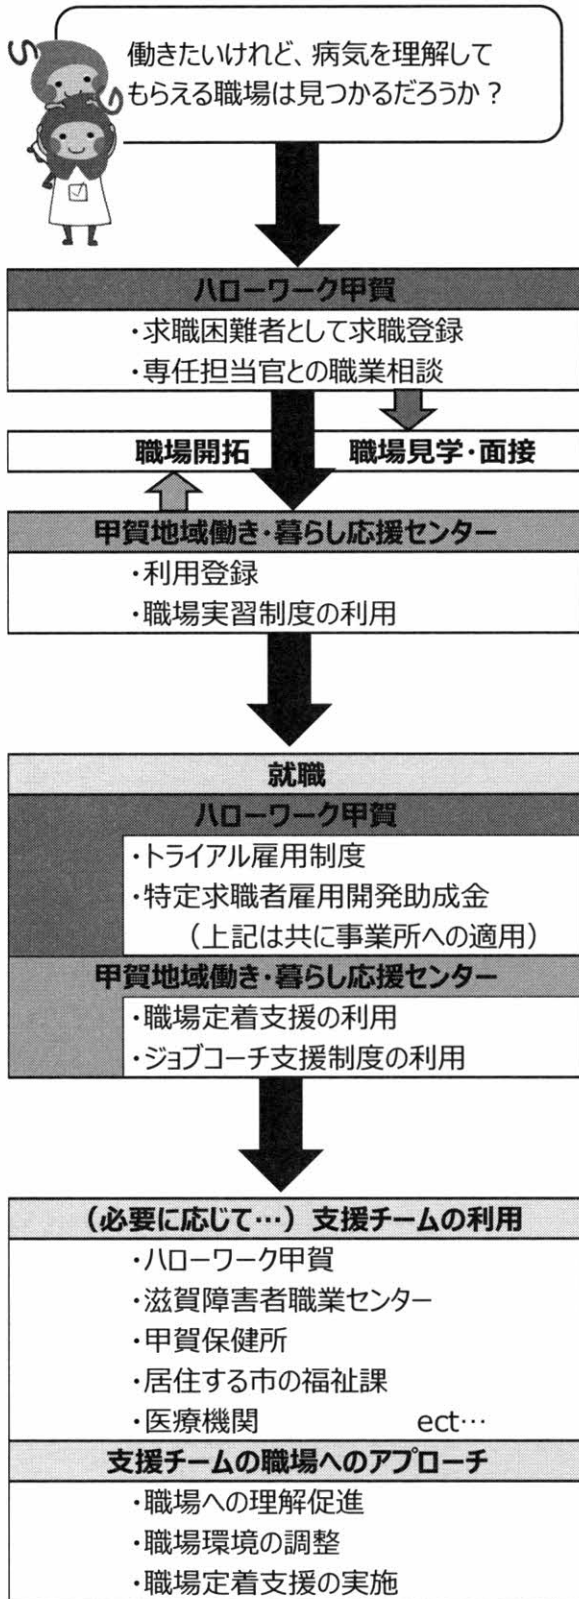 働きたいけれど、病気を理解して
もらえる職場は見つかるだろうか？
ハローワーク甲賀
・求職困難者として求職登録
・専任担当官との職業相談
職場開拓　職場見学・面接
甲賀地域働き・暮らし応援センター
・利用登録
・職場実習制度の利用
就職
ハローワーク甲賀
・トライアル雇用制度
・特定求職者雇用開発助成金
（上記は共に事業所への適用）
甲賀地域働き・暮らし応援センター
・職場定着支援の利用
・ジョブコーチ支援制度の利用
（必要に応じて…）支援チームの利用
・ハローワーク甲賀
・滋賀障害者職業センター
・甲賀保健所
・居住する市の福祉課
・医療機関　ect…
支援チームの職場へのアプローチ
・職場への理解促進
・職場環境の調整
・職場定着支援の実施